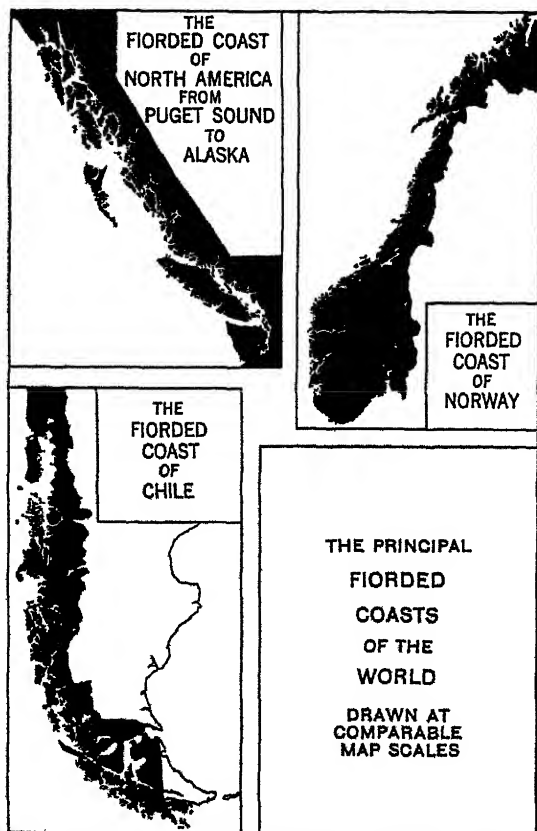 THE
FIORDED COAST
OF
NORTH AMERICA
FROM
PUGET SOUND
TO
ALASKA
THE
FIORDED
COAST
OF
NORWAY
THE
FIORDED
COAST
OF
CHILE
THE PRINCIPAL
FIORDED
COASTS
OF THE
WORLD
DRAWN AT
COMPARABLE
MAP SCALES